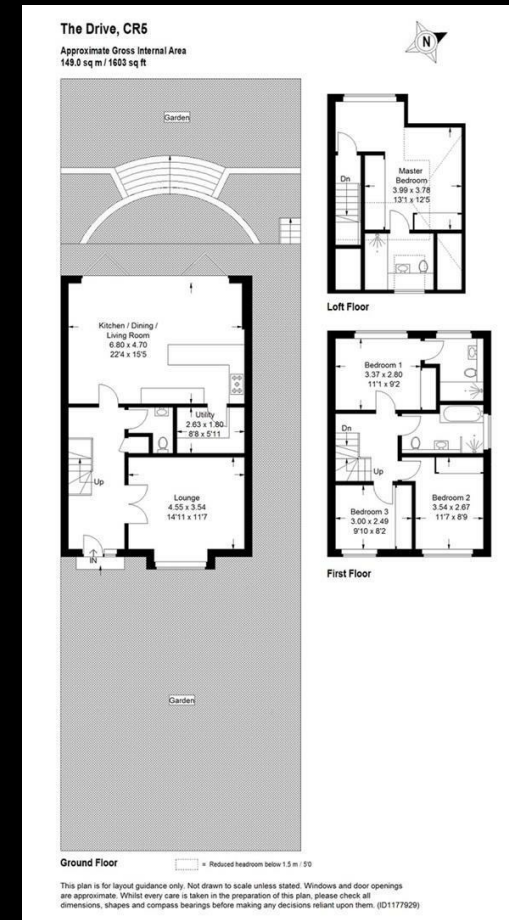 The Drive, CR5
Approximate Gross Internal Area
149.0 sq m / 1603 sq ft
N
Garden
Kitchen / Dining /
Living Room
6.80 x 4.70
22'4 x 15'5
Utility
2.63 x 1.80
8'8 x 5'11
Up
Lounge
4.55 x 3.54
14'11 x 11'7
IN
Garden
Ground Floor
= Reduced headroom below 1.5 m / 5'0
Dn
Master
Bedroom
3.99 x 3.78
13'1 x 12'5
Loft Floor
Bedroom 1
3.37 x 2.80
11'1 x 9'2
Dn
Up
Bedroom 2
3.54 x 2.67
11'7 x 8'9
Bedroom 3
3.00 x 2.49
9'10 x 8'2
First Floor
This plan is for layout guidance only. Not drawn to scale unless stated. Windows and door openings
are approximate. Whilst every care is taken in the preparation of this plan, please check all
dimensions, shapes and compass bearings before making any decisions reliant upon them. (ID1177929)